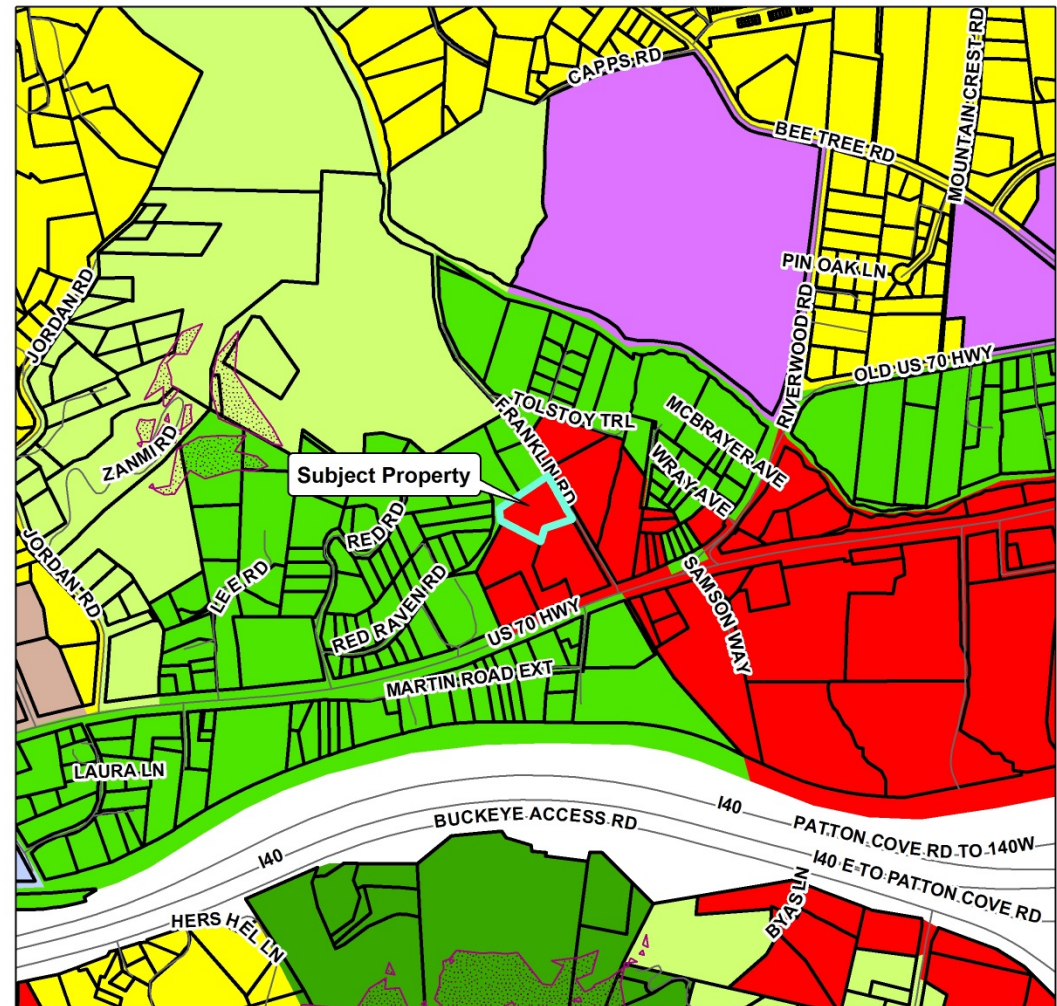 CAPPS RD
MOUNTAIN CREST RD
BEE TREE RD
PIN OAK LN
JORDAN RD
RIVERWOOD RD
OLD US 70 HWY
TOLSTOY TRL
MCBRAYER AVE
FRANKLIN RD
ZANMI RD
WRAY AVE
Subject Property
RED RD
JORDAN RD
LEE RD
SAMSON WAY
RED RAVEN RD
US 70 HWY
MARTIN ROAD EXT
LAURA LN
I40
BUCKEYE ACCESS RD
PATTON COVE RD TO 140W
I40
I40 E TO PATTON COVE RD
BYAS LN
HERS HEL LN